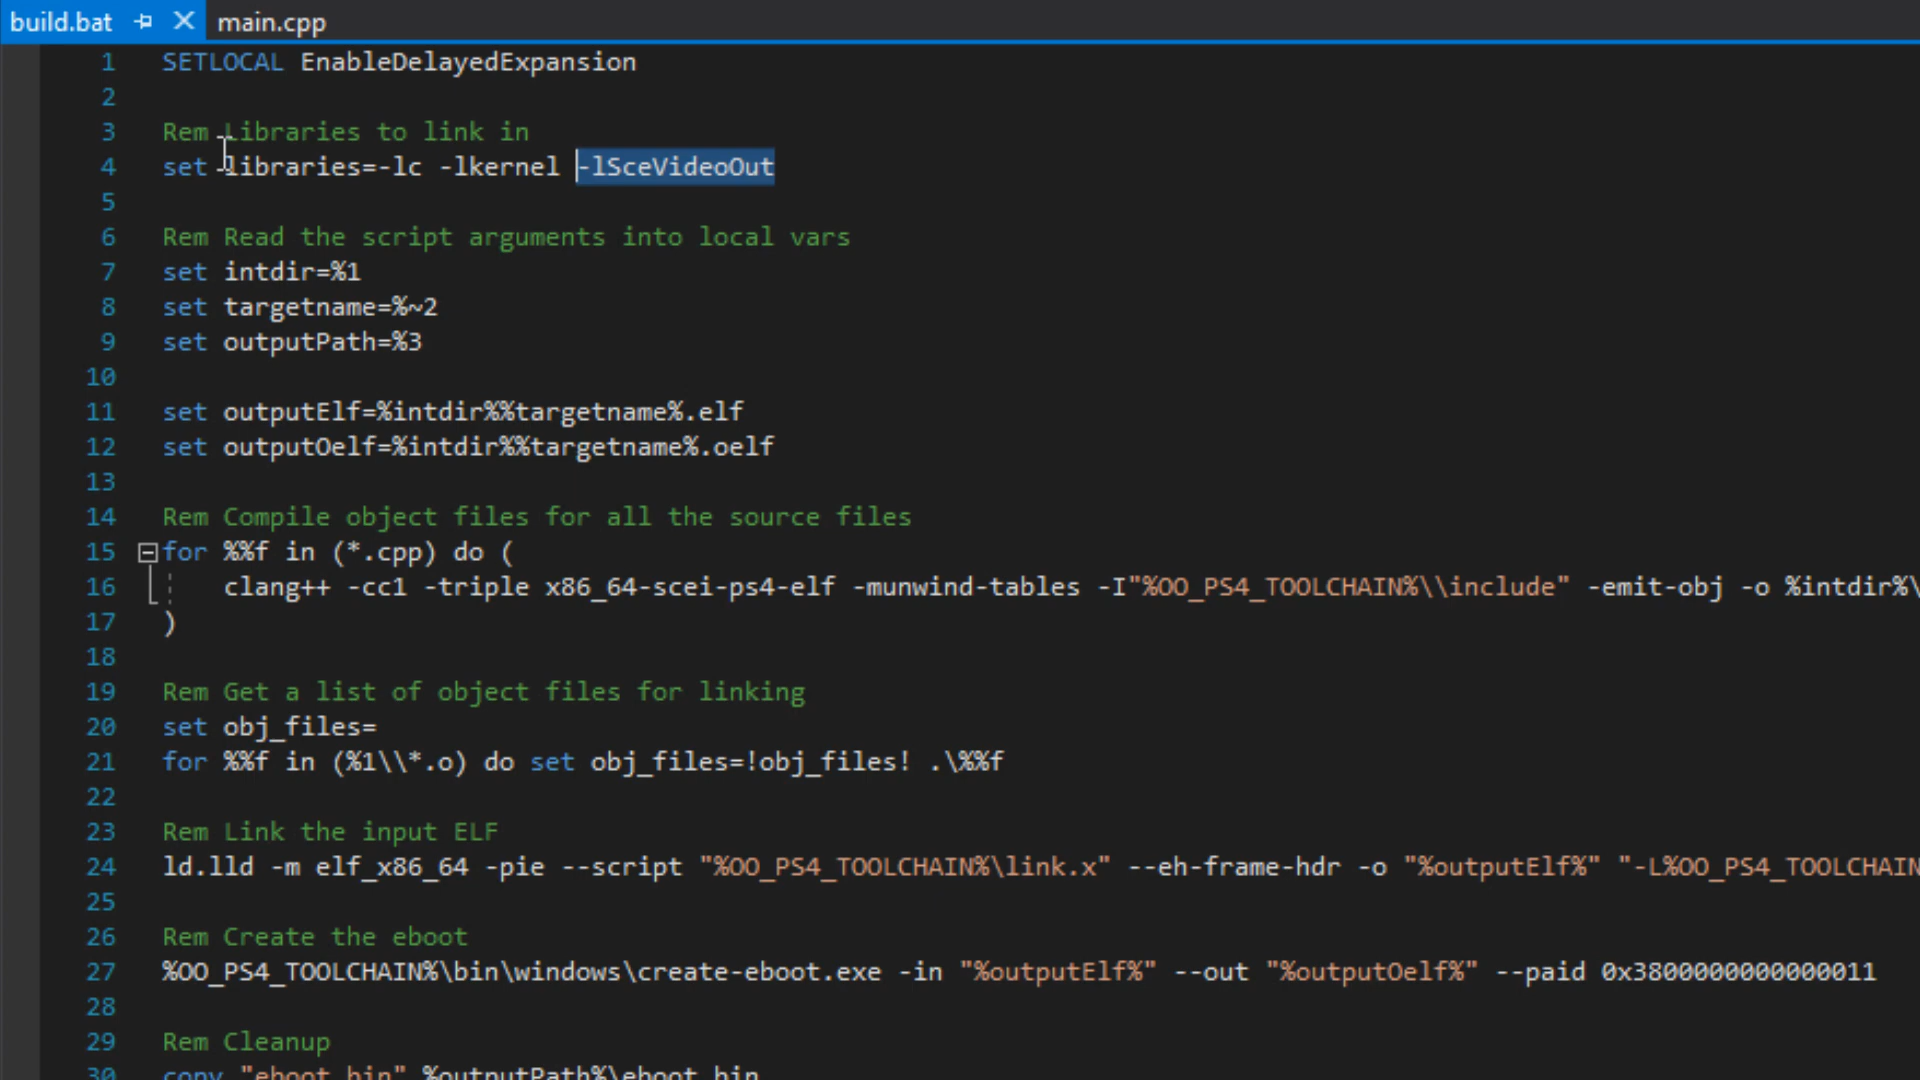 build.bat main.cpp
1 SETLOCAL EnableDelayedExpansion
2
3 Rem Libraries to link in
4 set libraries=-lc -lkernel -lSceVideoOut
5
6 Rem Read the script arguments into local vars
7 set intdir=%1
8 set targetname=%~2
9 set outputPath=%3
10
11 set outputElf=%intdir%%targetname%.elf
12 set outputOelf=%intdir%%targetname%.oelf
13
14 Rem Compile object files for all the source files
15 for %%f in (*.cpp) do (
16 clang++ -cc1 -triple x86_64-scei-ps4-elf -munwind-tables -I"%OO_PS4_TOOLCHAIN%\\include" -emit-obj -o %intdir%\
17 )
18
19 Rem Get a list of object files for linking
20 set obj_files=
21 for %%f in (%1\\*.o) do set obj_files=!obj_files! .\%%f
22
23 Rem Link the input ELF
24 ld.lld -m elf_x86_64 -pie --script "%OO_PS4_TOOLCHAIN%\link.x" --eh-frame-hdr -o "%outputElf%" "-L%OO_PS4_TOOLCHAIN
25
26 Rem Create the eboot
27 %OO_PS4_TOOLCHAIN%\bin\windows\create-eboot.exe -in "%outputElf%" --out "%outputOelf%" --paid 0x3800000000000011
28
29 Rem Cleanup
30 copy "eboot.bin" %outputPath%\eboot.bin